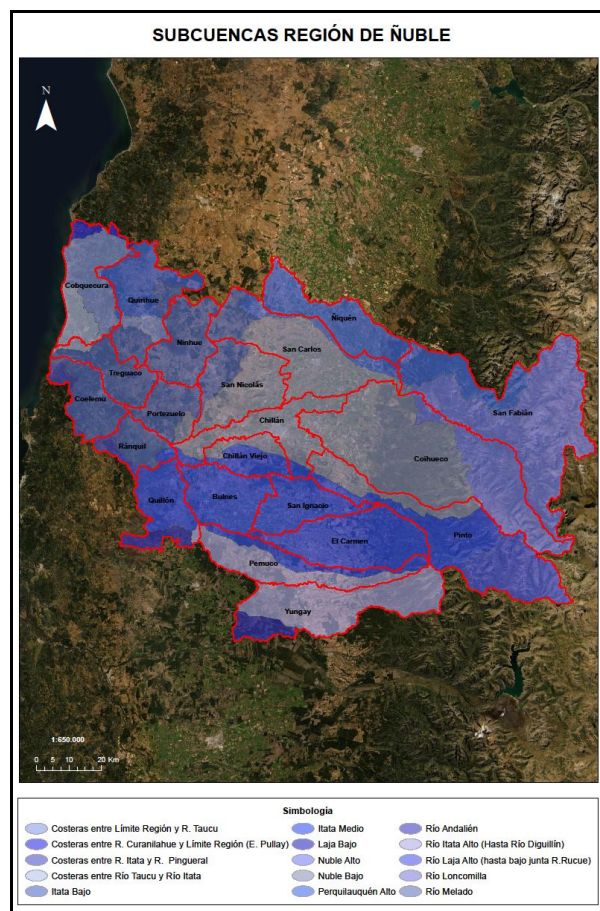 SUBCUENCAS REGIÓN DE ÑUBLE
N
Cobquecura
Quirihue
Ñiquén
Ninhue
San Carlos
Treguaco
San Nicolás
San Fabián
Coelemu
Portezuelo
Chillán
Ránquil
Chillán Viejo
Coihueco
Quillón
Bulnes
San Ignacio
El Carmen
Pinto
Pemuco
Yungay
1:650.000
0 5 10 20 Km
Simbología
Costeras entre Límite Región y R. Taucu
Costeras entre R. Curanilahue y Límite Región (E. Pullay)
Costeras entre R. Itata y R. Pingueral
Costeras entre Río Taucu y Río Itata
Itata Bajo
Itata Medio
Laja Bajo
Ñuble Alto
Ñuble Bajo
Perquilauquén Alto
Río Andalién
Río Itata Alto (Hasta Río Diguillín)
Río Laja Alto (hasta bajo junta R.Rucue)
Río Loncomilla
Río Melado